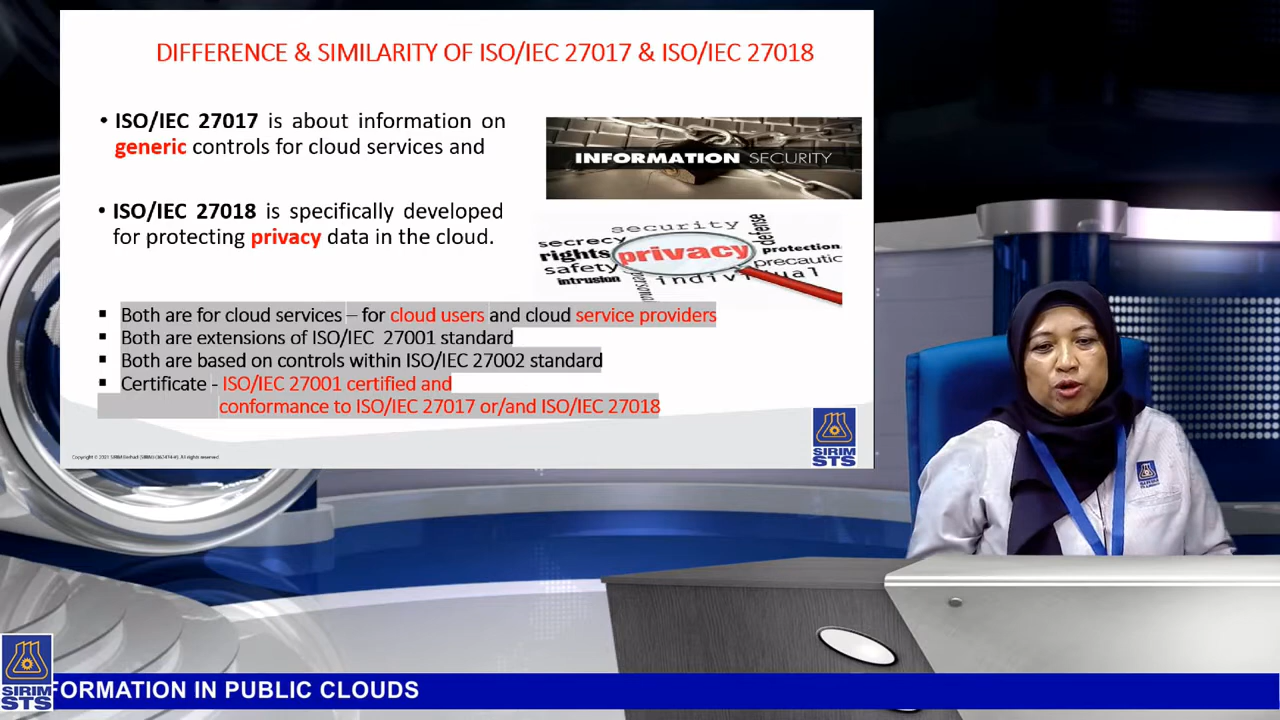 DIFFERENCE & SIMILARITY OF ISO/IEC 27017 & ISO/IEC 27018
• ISO/IEC 27017 is about information on
generic controls for cloud services and
INFORMATION SECURITY
• ISO/IEC 27018 is specifically developed
for protecting privacy data in the cloud.
security
defense
secrecy
rights
privacy
protection
safety
precautic
intrusion
individual
▪ Both are for cloud services – for cloud users and cloud service providers
▪ Both are extensions of ISO/IEC 27001 standard
▪ Both are based on controls within ISO/IEC 27002 standard
▪ Certificate - ISO/IEC 27001 certified and
conformance to ISO/IEC 27017 or/and ISO/IEC 27018
SIRIM
STS
SIRIM
STS
FORMATION IN PUBLIC CLOUDS